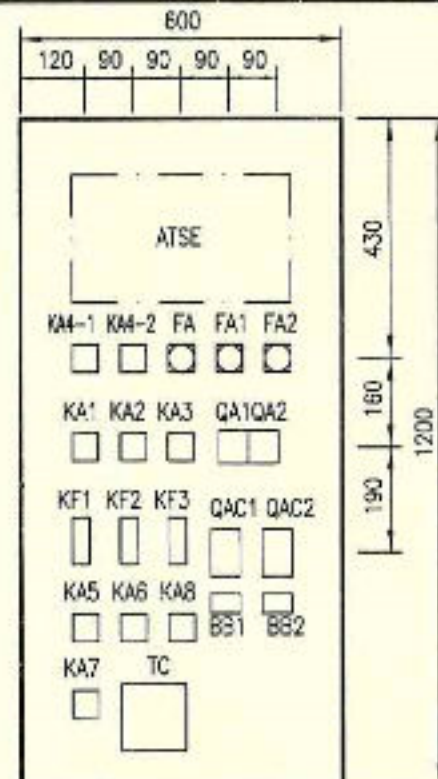 600
120 90 90 90 90
ATSE
430
KA4-1 KA4-2 FA FA1 FA2
160
KA1 KA2 KA3 QA1QA2
1200
190
KF1 KF2 KF3 QAC1 QAC2
KA5 KA6 KA8 BB1 BB2
KA7 TC